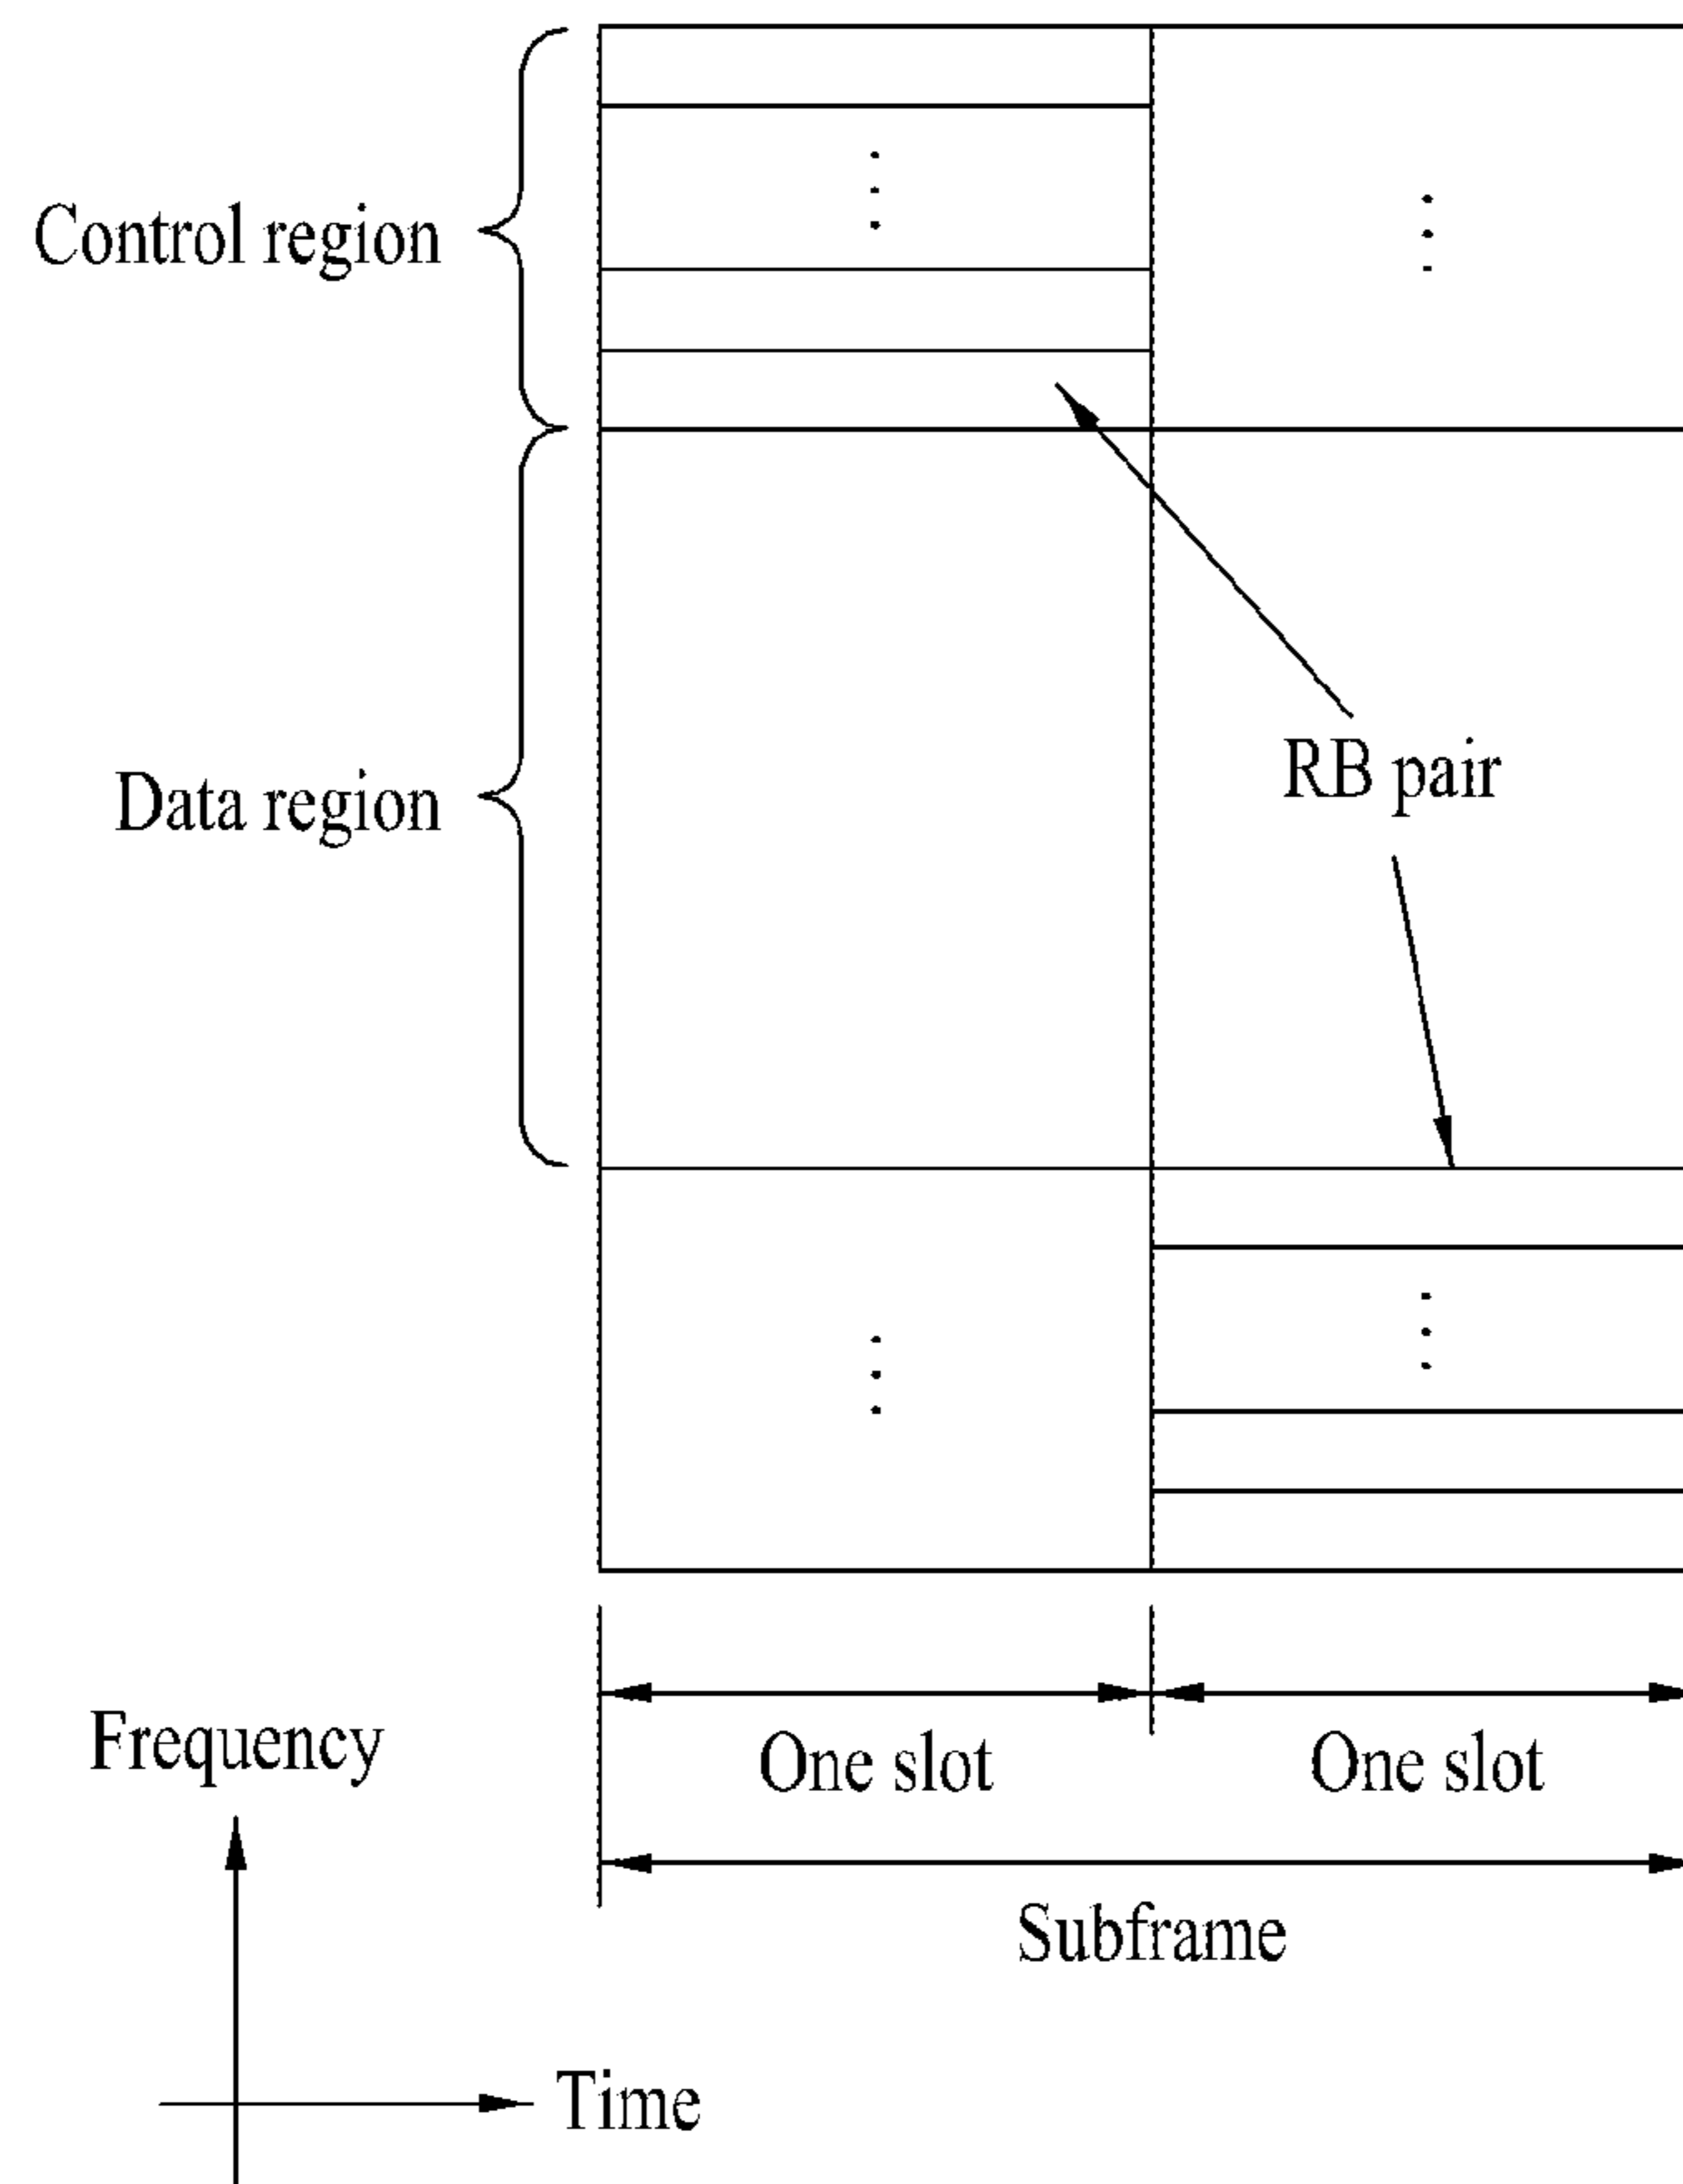 Control region
Data region
RB pair
One slot
One slot
Subframe
Frequency
Time